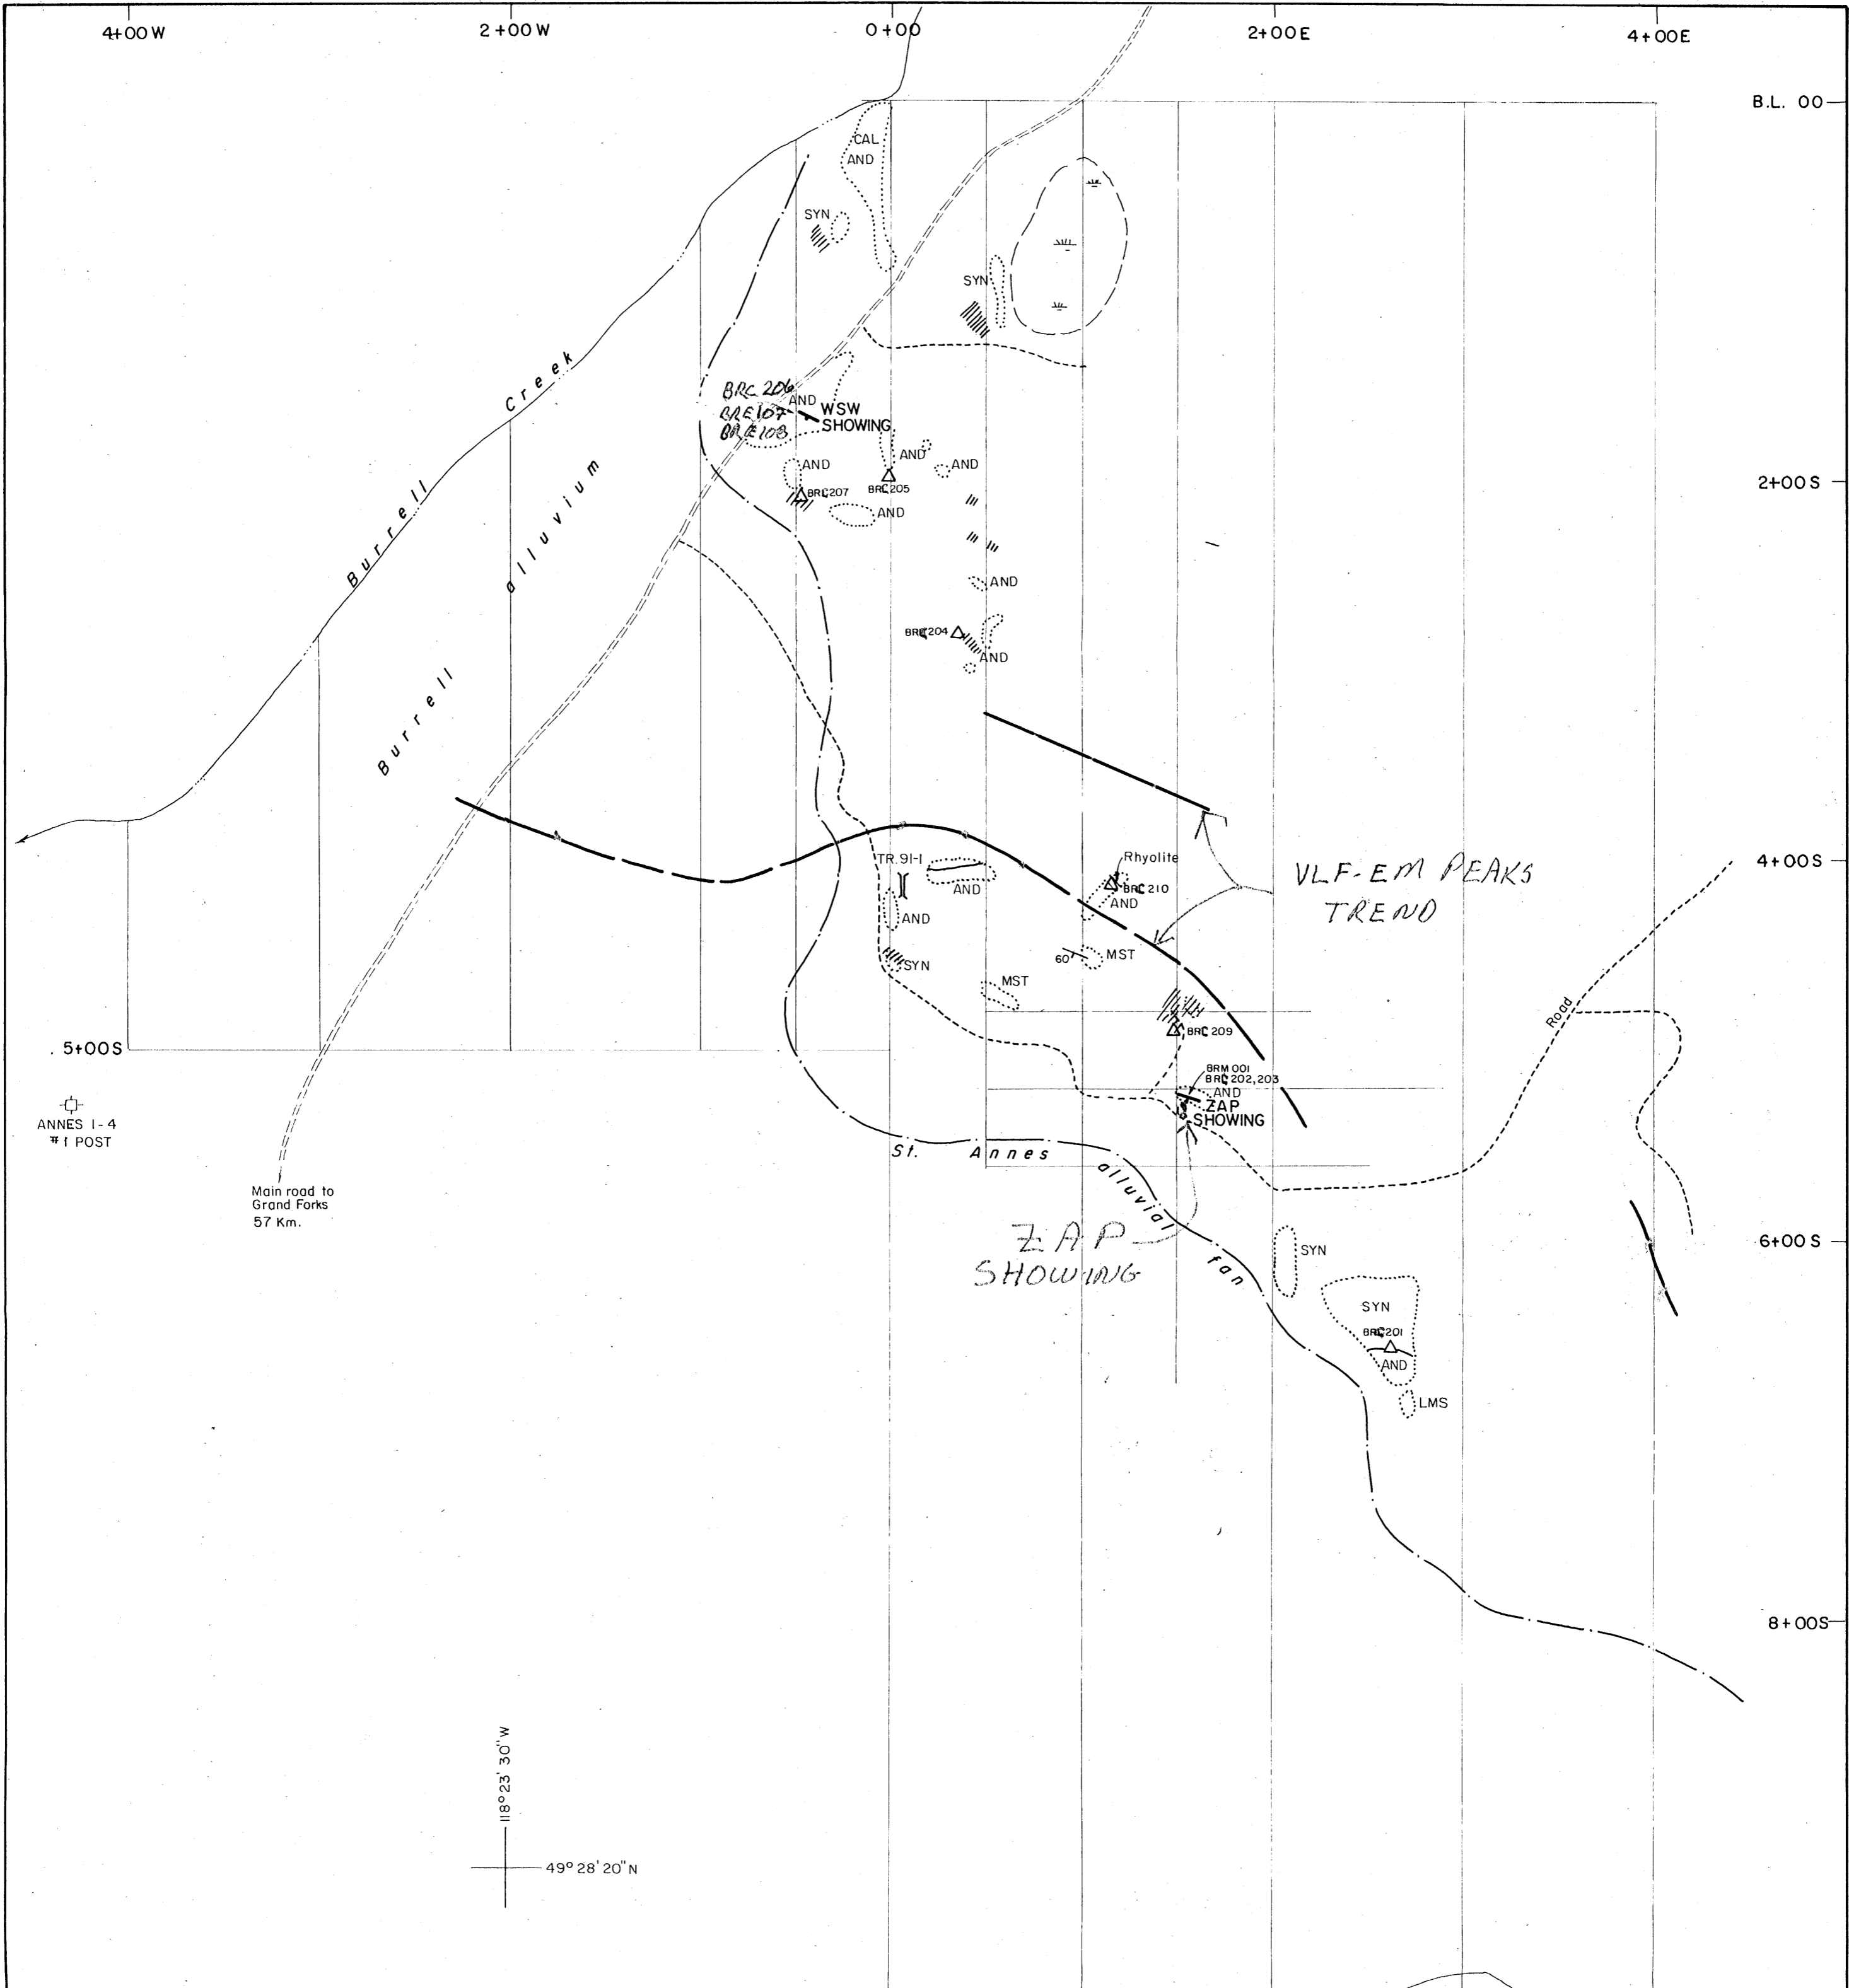 4+00W
2+00W
0+00
2+00E
4+00E
B.L. 00
CAL
AND
SYN
SYN
Burrell Creek
BRC 206
AND
BRE 107
WSW
SHOWING
BRE 108
AND
AND
AND
BRC 207
BRC 205
2+00S
AND
Burrell alluvium
AND
BRC 204
AND
TR. 91-1
Rhyolite
4+00S
AND
BRC 210
AND
VLF-EM PEAKS
TREND
AND
60
MST
SYN
MST
Road
BRC 209
5+00S
BRM 001
BRC 202,203
AND
ZAP
SHOWING
ANNES 1-4
#1 POST
St. Annes alluvial fan
Main road to
Grand Forks
57 Km.
ZAP
SHOWING
6+00S
SYN
SYN
BRC 201
AND
LMS
8+00S
118° 23' 30" W
49° 28' 20" N